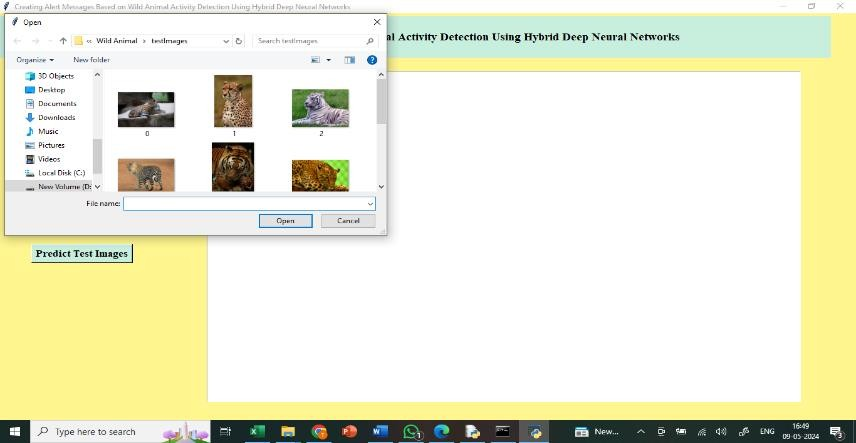 Creating Alert Messages Based on Wild Animal Activity Detection Using Hybrid Deep Neural Networks
Open
al Activity Detection Using Hybrid Deep Neural Networks
« Wild Animal › testImages
Search testImages
Organize
New folder
3D Objects
Desktop
Documents
Downloads
Music
Pictures
Videos
Local Disk (C:)
New Volume (D:
0
1
2
File name:
Open
Cancel
Predict Test Images
Type here to search
New...
ENG
16:49
09-05-2024
3